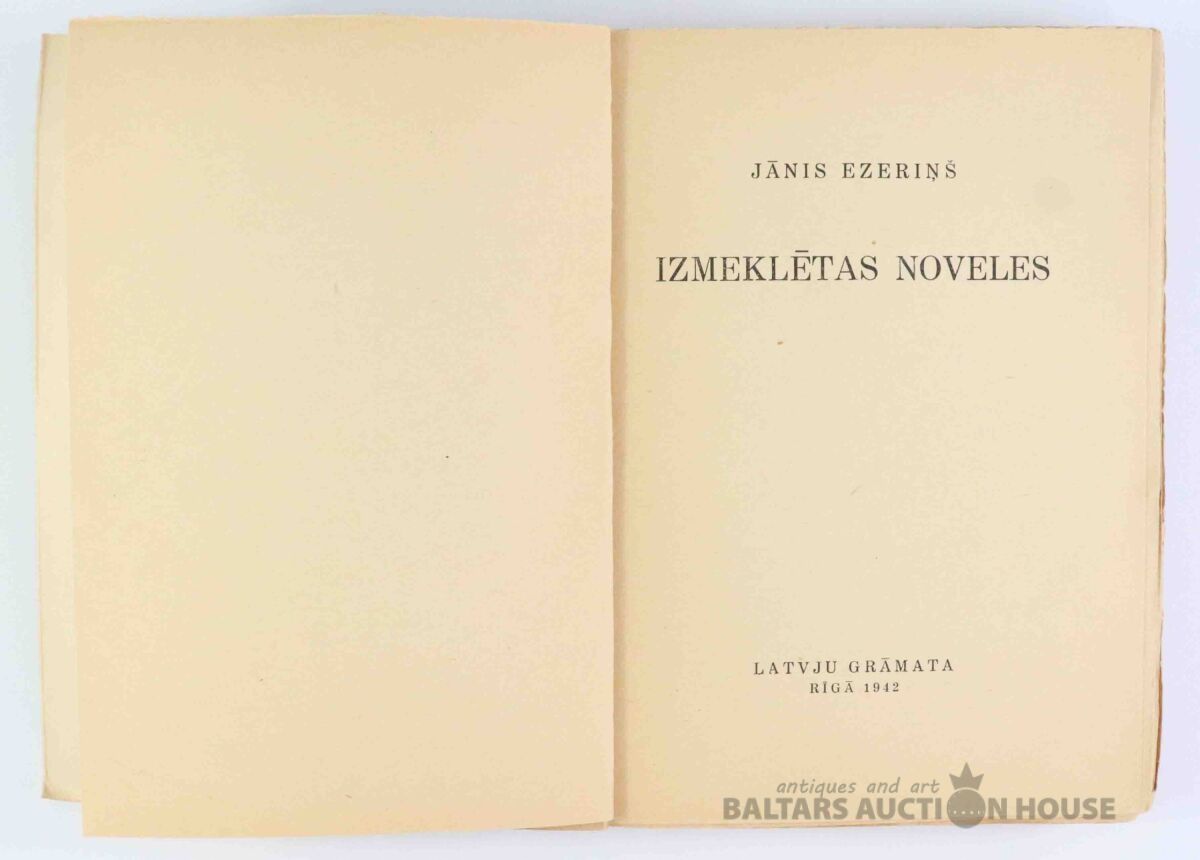 JĀNIS EZERIŅŠ
IZMEKLĒTAS NOVELES
LATVJU GRĀMATA
RĪGĀ 1942
antiques and art
BALTARS AUCTION HOUSE